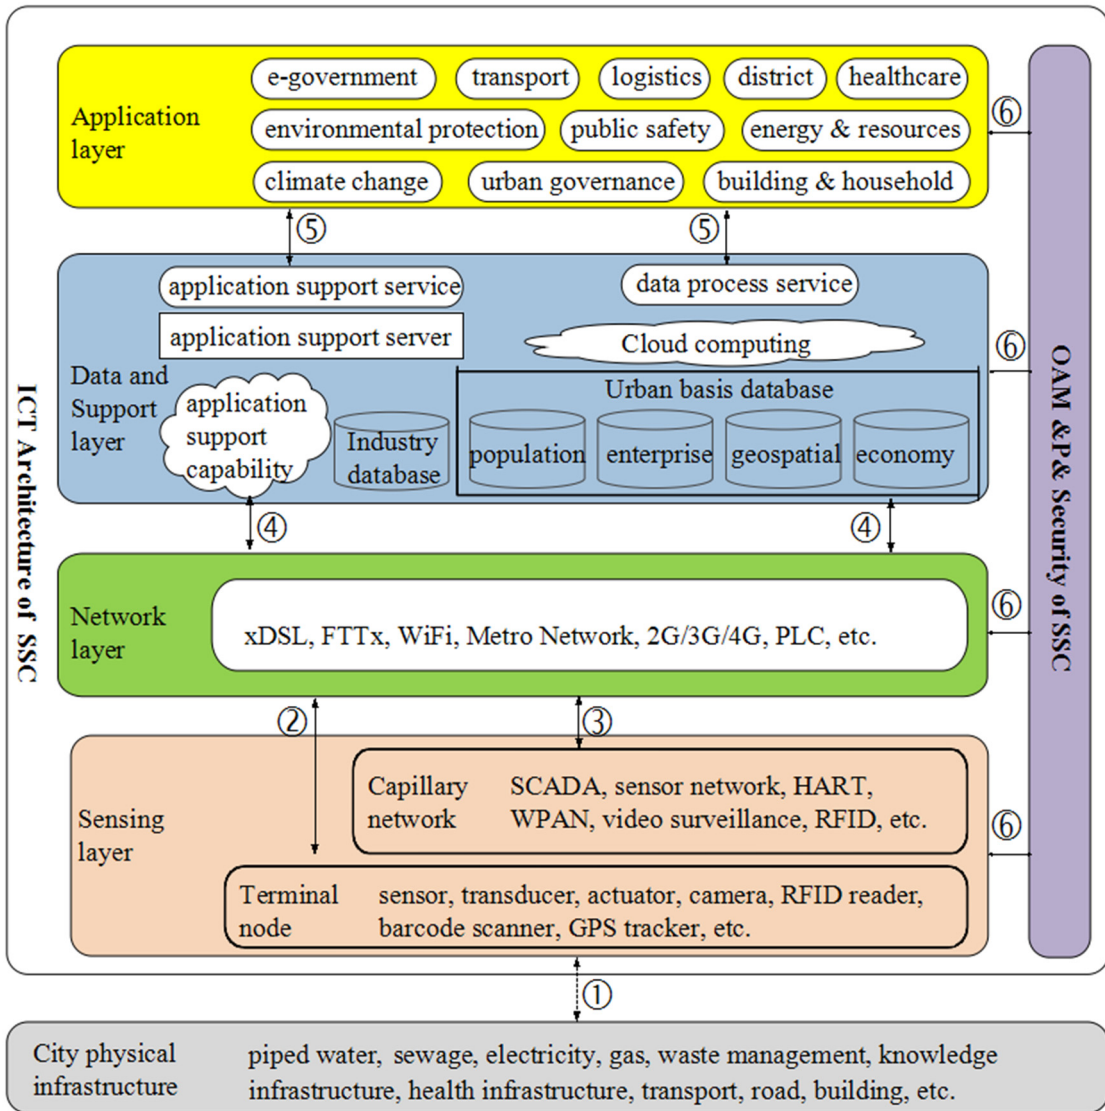 ICT Architecture of SSC
Application
layer
e-government
transport
logistics
district
healthcare
environmental protection
public safety
energy & resources
climate change
urban governance
building & household
⑥
⑤
⑤
Data and
Support
layer
application support service
data process service
application support server
Cloud computing
application
support
capability
Industry
database
Urban basis database
population
enterprise
geospatial
economy
⑥
④
④
Network
layer
xDSL, FTTx, WiFi, Metro Network, 2G/3G/4G, PLC, etc.
⑥
②
③
Sensing
layer
Capillary
network
SCADA, sensor network, HART,
WPAN, video surveillance, RFID, etc.
Terminal
node
sensor, transducer, actuator, camera, RFID reader,
barcode scanner, GPS tracker, etc.
⑥
OAM &P& Security of SSC
①
City physical
infrastructure
piped water, sewage, electricity, gas, waste management, knowledge
infrastructure, health infrastructure, transport, road, building, etc.